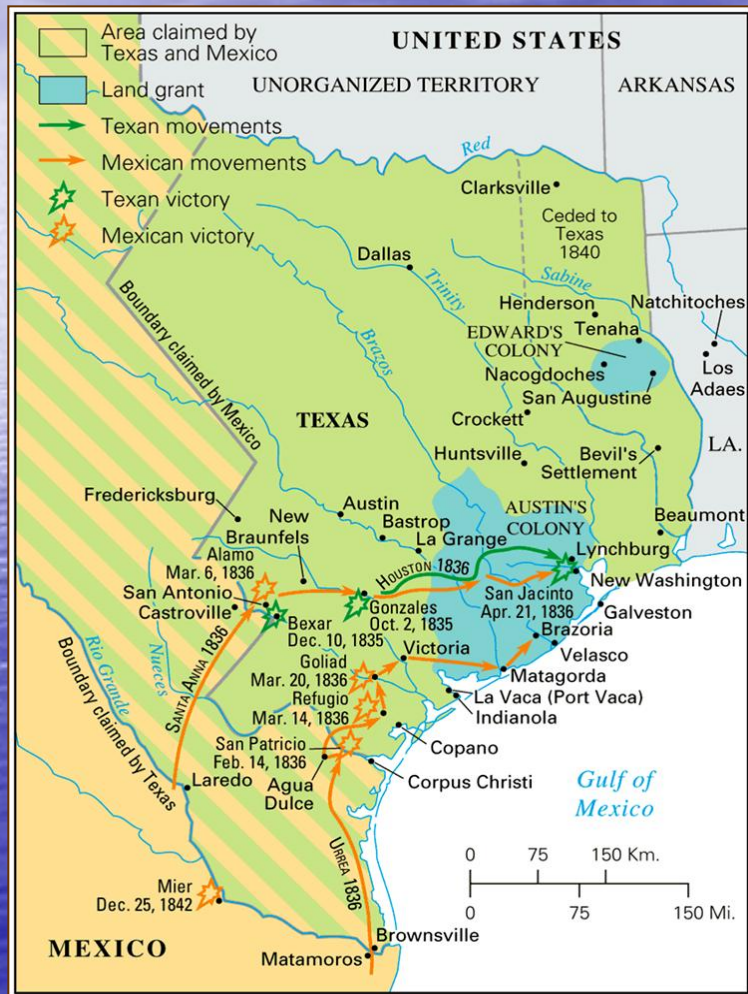 Area claimed by
Texas and Mexico
Land grant
Texan movements
Mexican movements
Texan victory
Mexican victory
UNITED STATES
UNORGANIZED TERRITORY
ARKANSAS
Red
Clarksville
Ceded to
Texas
1840
Dallas
Trinity
Sabine
Brazos
Henderson
Natchitoches
Tenaha
EDWARD'S
COLONY
Nacogdoches
Los
Adaes
San Augustine
Boundary claimed by Mexico
TEXAS
Crockett
LA.
Huntsville
Bevil's
Settlement
Fredericksburg
Austin
Bastrop
La Grange
AUSTIN'S
COLONY
Beaumont
New
Braunfels
Alamo
Mar. 6, 1836
HOUSTON 1836
Lynchburg
New Washington
San Antonio
Castroville
Gonzales
Oct. 2, 1835
San Jacinto
Apr. 21, 1836
Galveston
Bexar
Dec. 10, 1835
Brazoria
Velasco
Victoria
Goliad
Mar. 20, 1836
Matagorda
Rio Grande
Nueces
SANTA ANNA 1836
Refugio
Mar. 14, 1836
La Vaca (Port Vaca)
Indianola
San Patricio
Feb. 14, 1836
Copano
Boundary claimed by Texas
Laredo
Agua
Dulce
Corpus Christi
Gulf of
Mexico
URREA 1836
0 75 150 Km.
0 75 150 Mi.
Mier
Dec. 25, 1842
MEXICO
Brownsville
Matamoros